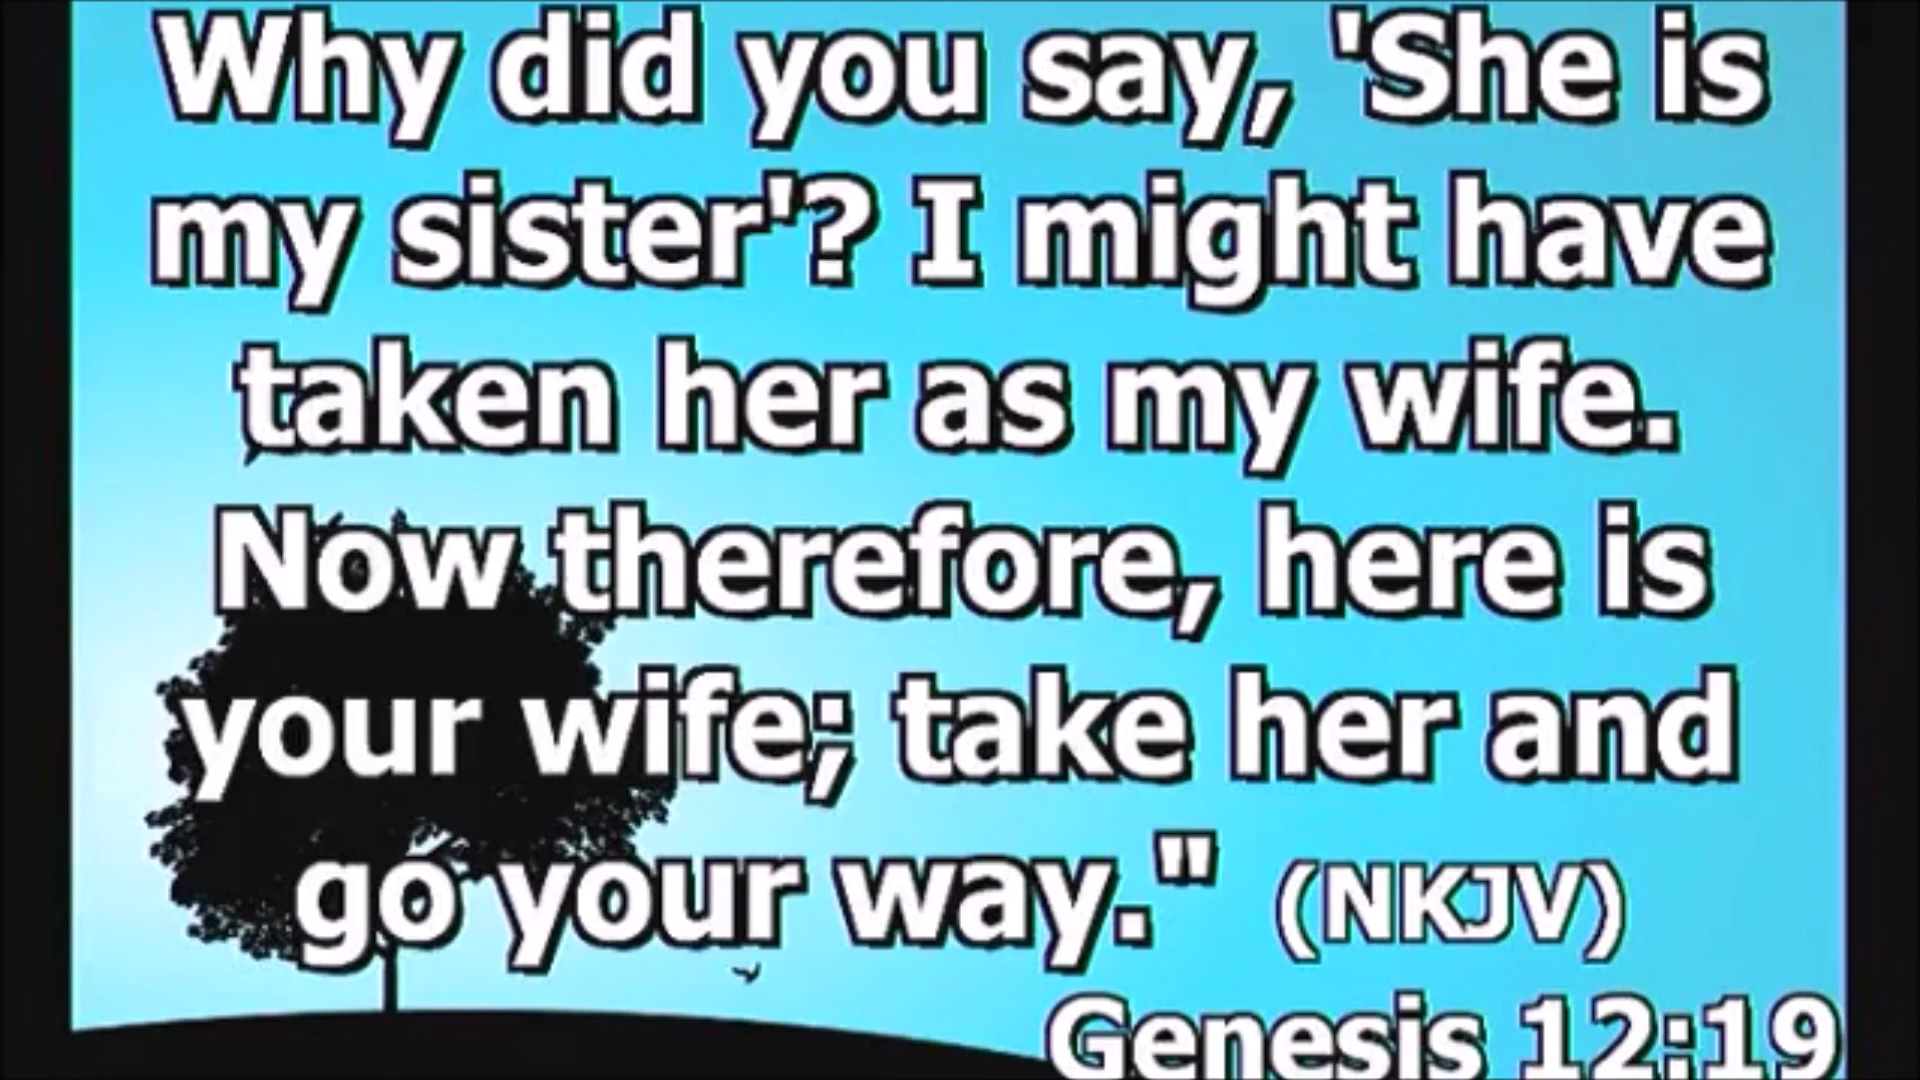 Why did you say, 'She is
my sister'? I might have
taken her as my wife.
Now therefore, here is
your wife; take her and
go your way." (NKJV)
Genesis 12:19